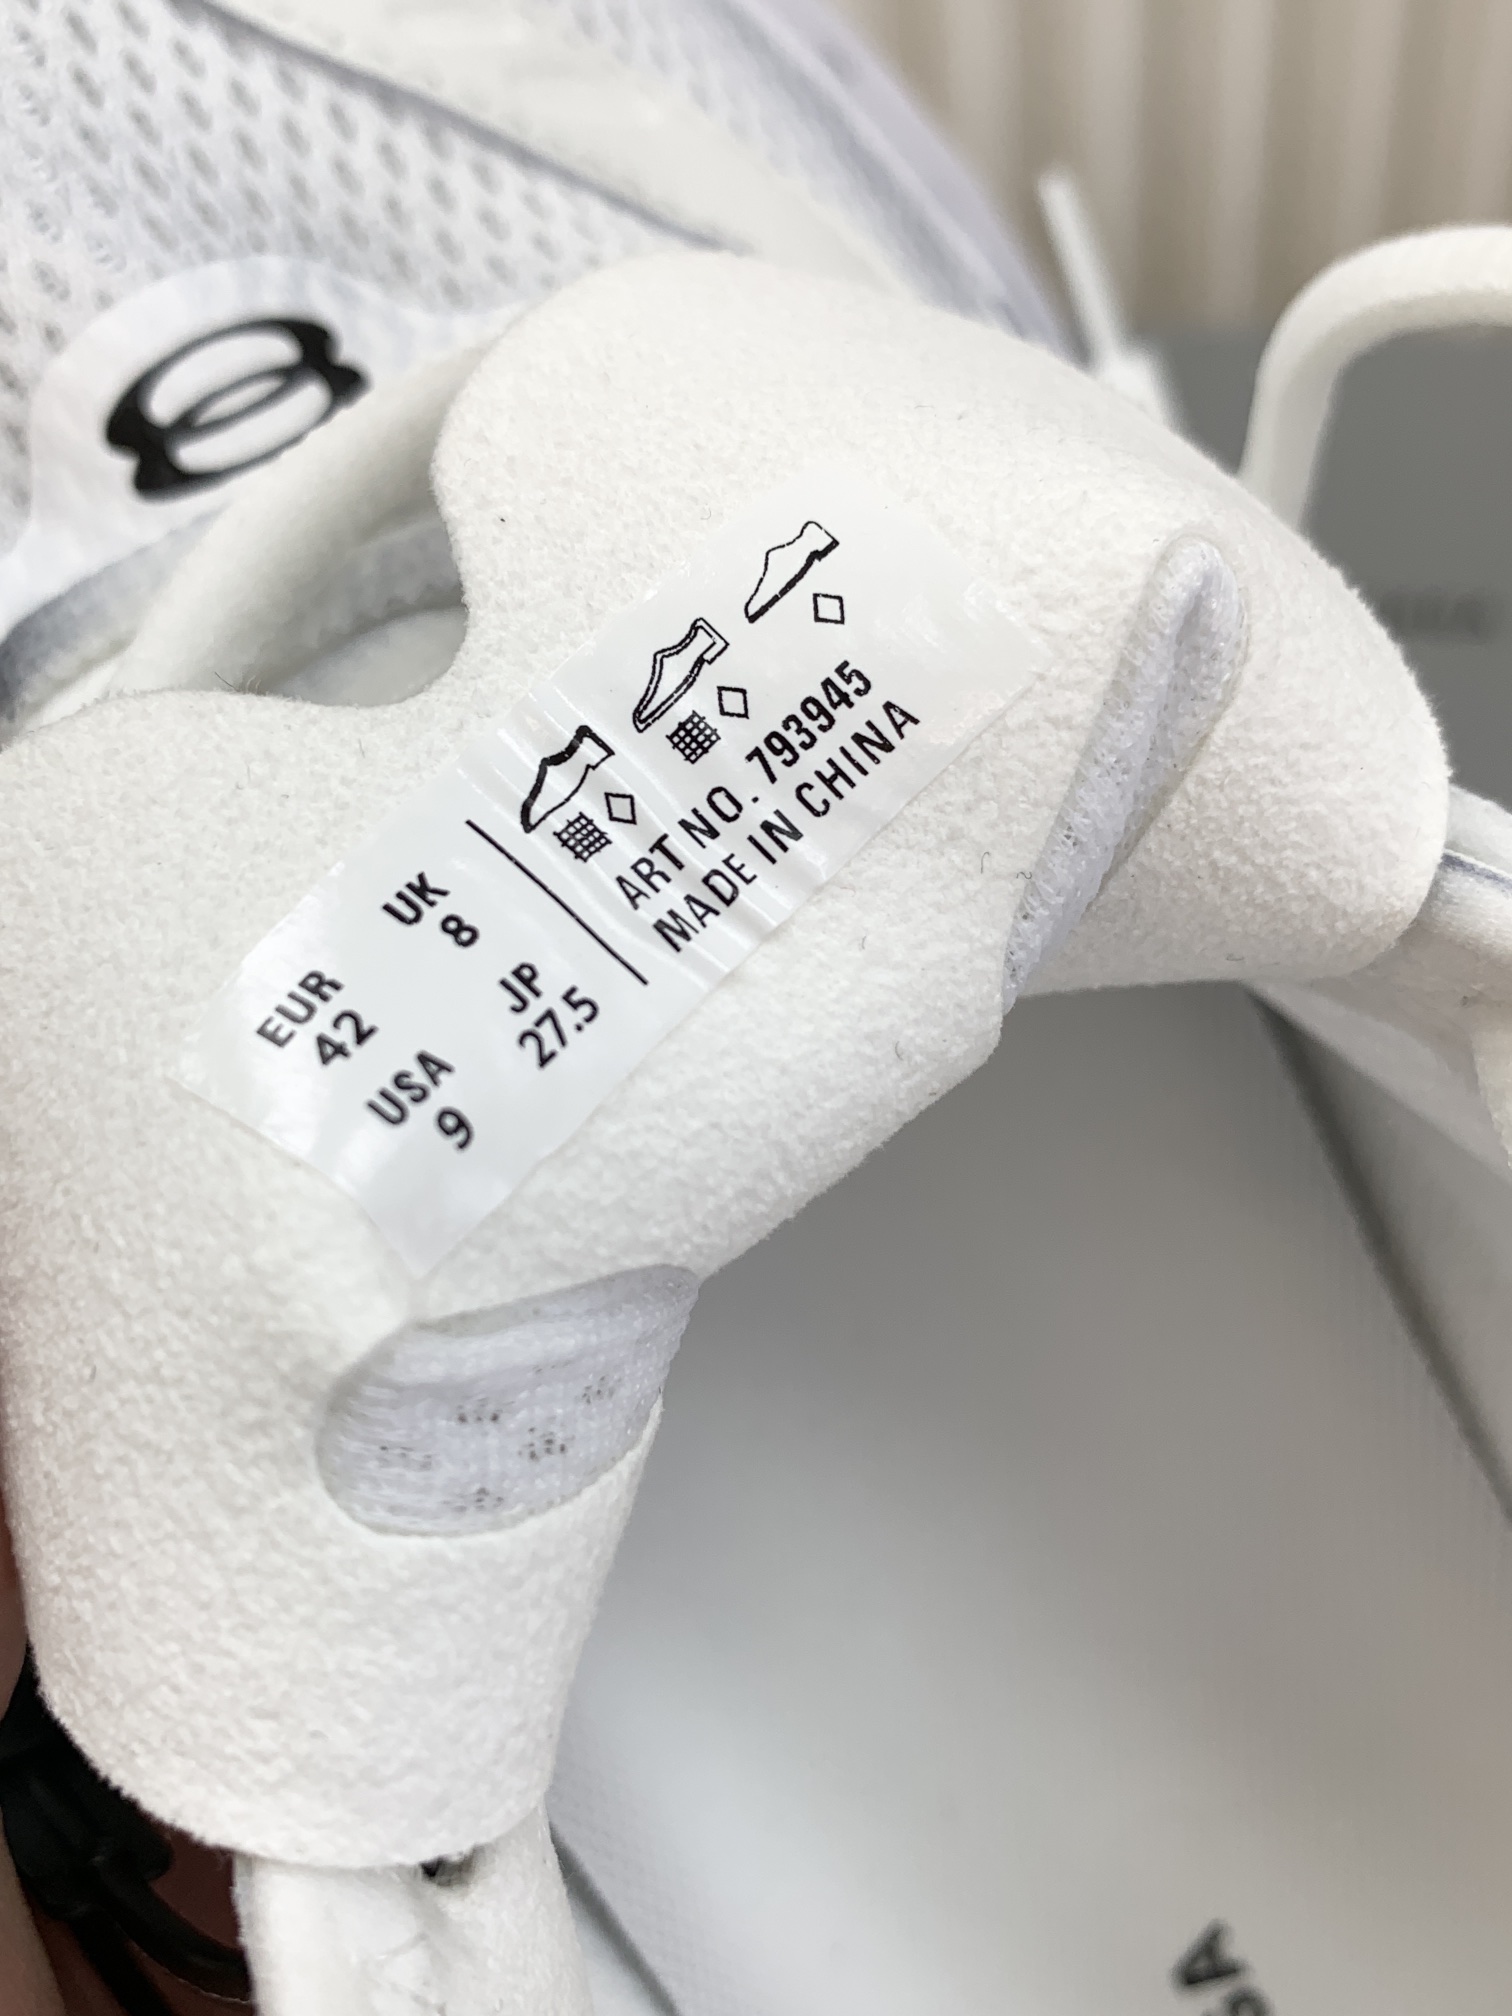 UK
8
EUR
42
JP
27.5
USA
9
ART NO. 793945
MADE IN CHINA